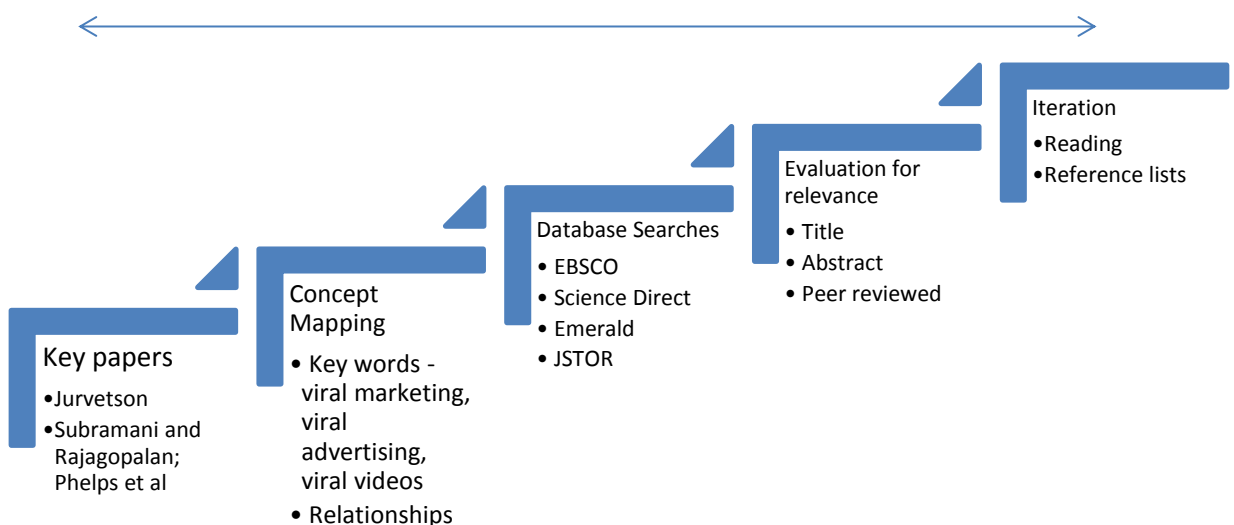 Key papers
•Jurvetson
•Subramani and
Rajagopalan;
Phelps et al
Concept
Mapping
• Key words -
viral marketing,
viral
advertising,
viral videos
• Relationships
Database Searches
• EBSCO
• Science Direct
• Emerald
• JSTOR
Evaluation for
relevance
• Title
• Abstract
• Peer reviewed
Iteration
•Reading
•Reference lists